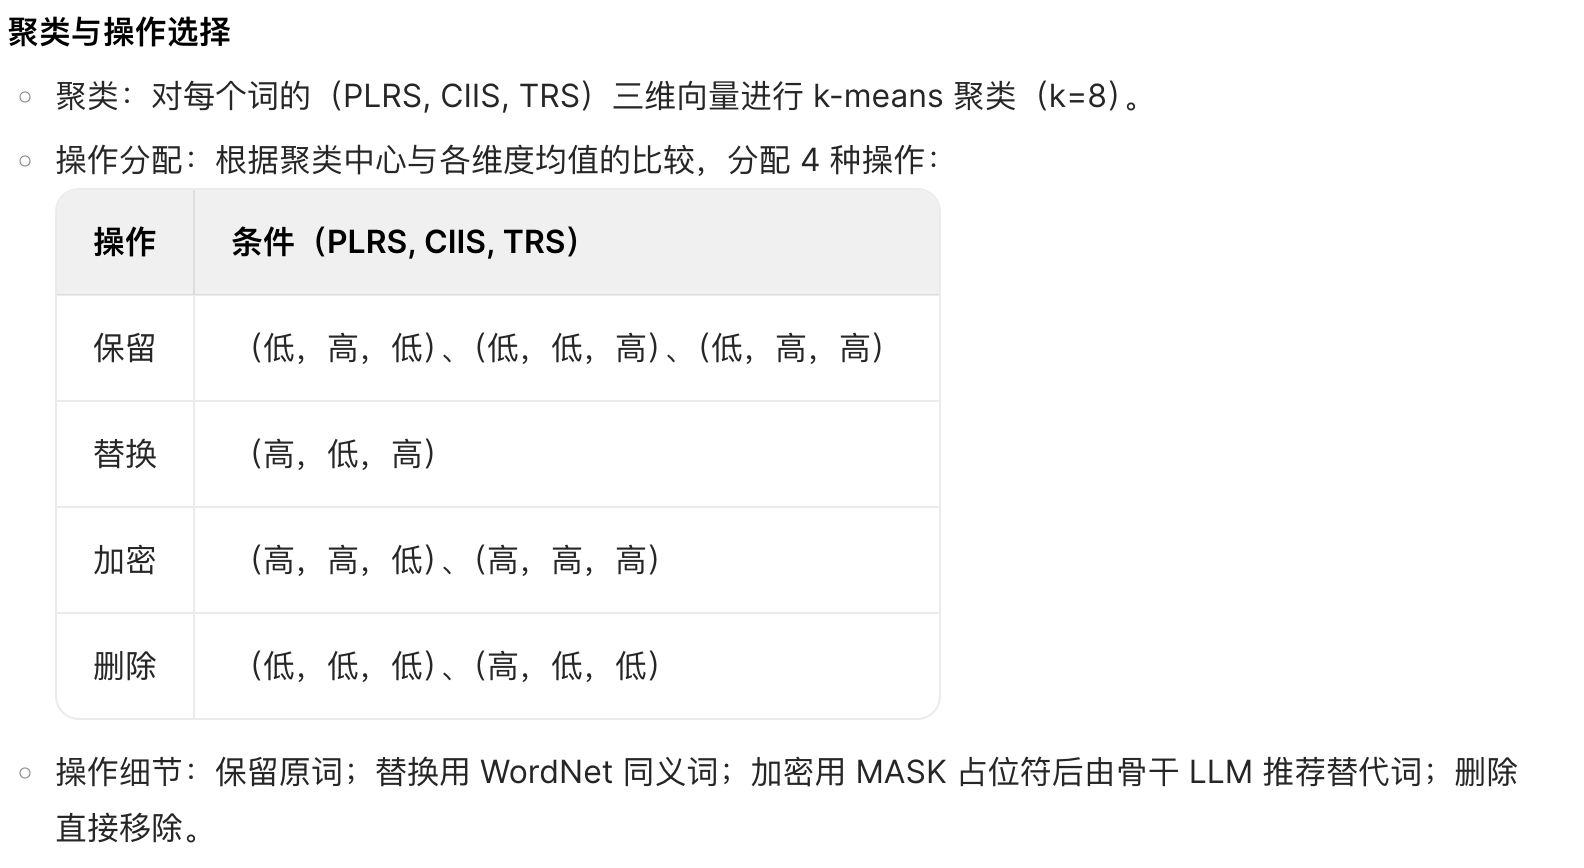 聚类与操作选择
聚类：对每个词的（PLRS, CIIS, TRS）三维向量进行 k-means 聚类（k=8）。
操作分配：根据聚类中心与各维度均值的比较，分配 4 种操作：
操作 条件（PLRS, CIIS, TRS）
保留 （低，高，低）、（低，低，高）、（低，高，高）
替换 （高，低，高）
加密 （高，高，低）、（高，高，高）
删除 （低，低，低）、（高，低，低）
操作细节：保留原词；替换用 WordNet 同义词；加密用 MASK 占位符后由骨干 LLM 推荐替代词；删除
直接移除。